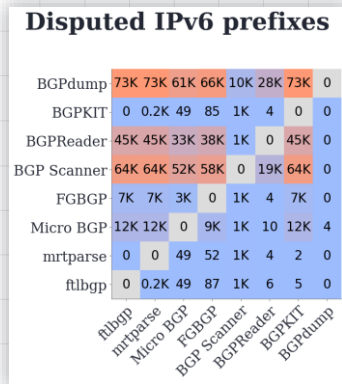 Disputed IPv6 prefixes
BGPdump 73K 73K 61K 66K 10K 28K 73K 0
BGPKIT 0 0.2K 49 85 1K 4 0 0
BGPReader 45K 45K 33K 38K 1K 0 45K 0
BGP Scanner 64K 64K 52K 58K 0 19K 64K 0
FGBGP 7K 7K 3K 0 1K 4 7K 0
Micro BGP 12K 12K 0 9K 1K 10 12K 4
mrtparse 0 0 49 52 1K 4 2 0
ftlbgp 0 0.2K 49 87 1K 6 5 0
ftlbgp mrtparse Micro BGP FGBGP BGP Scanner BGPReader BGPKIT BGPdump